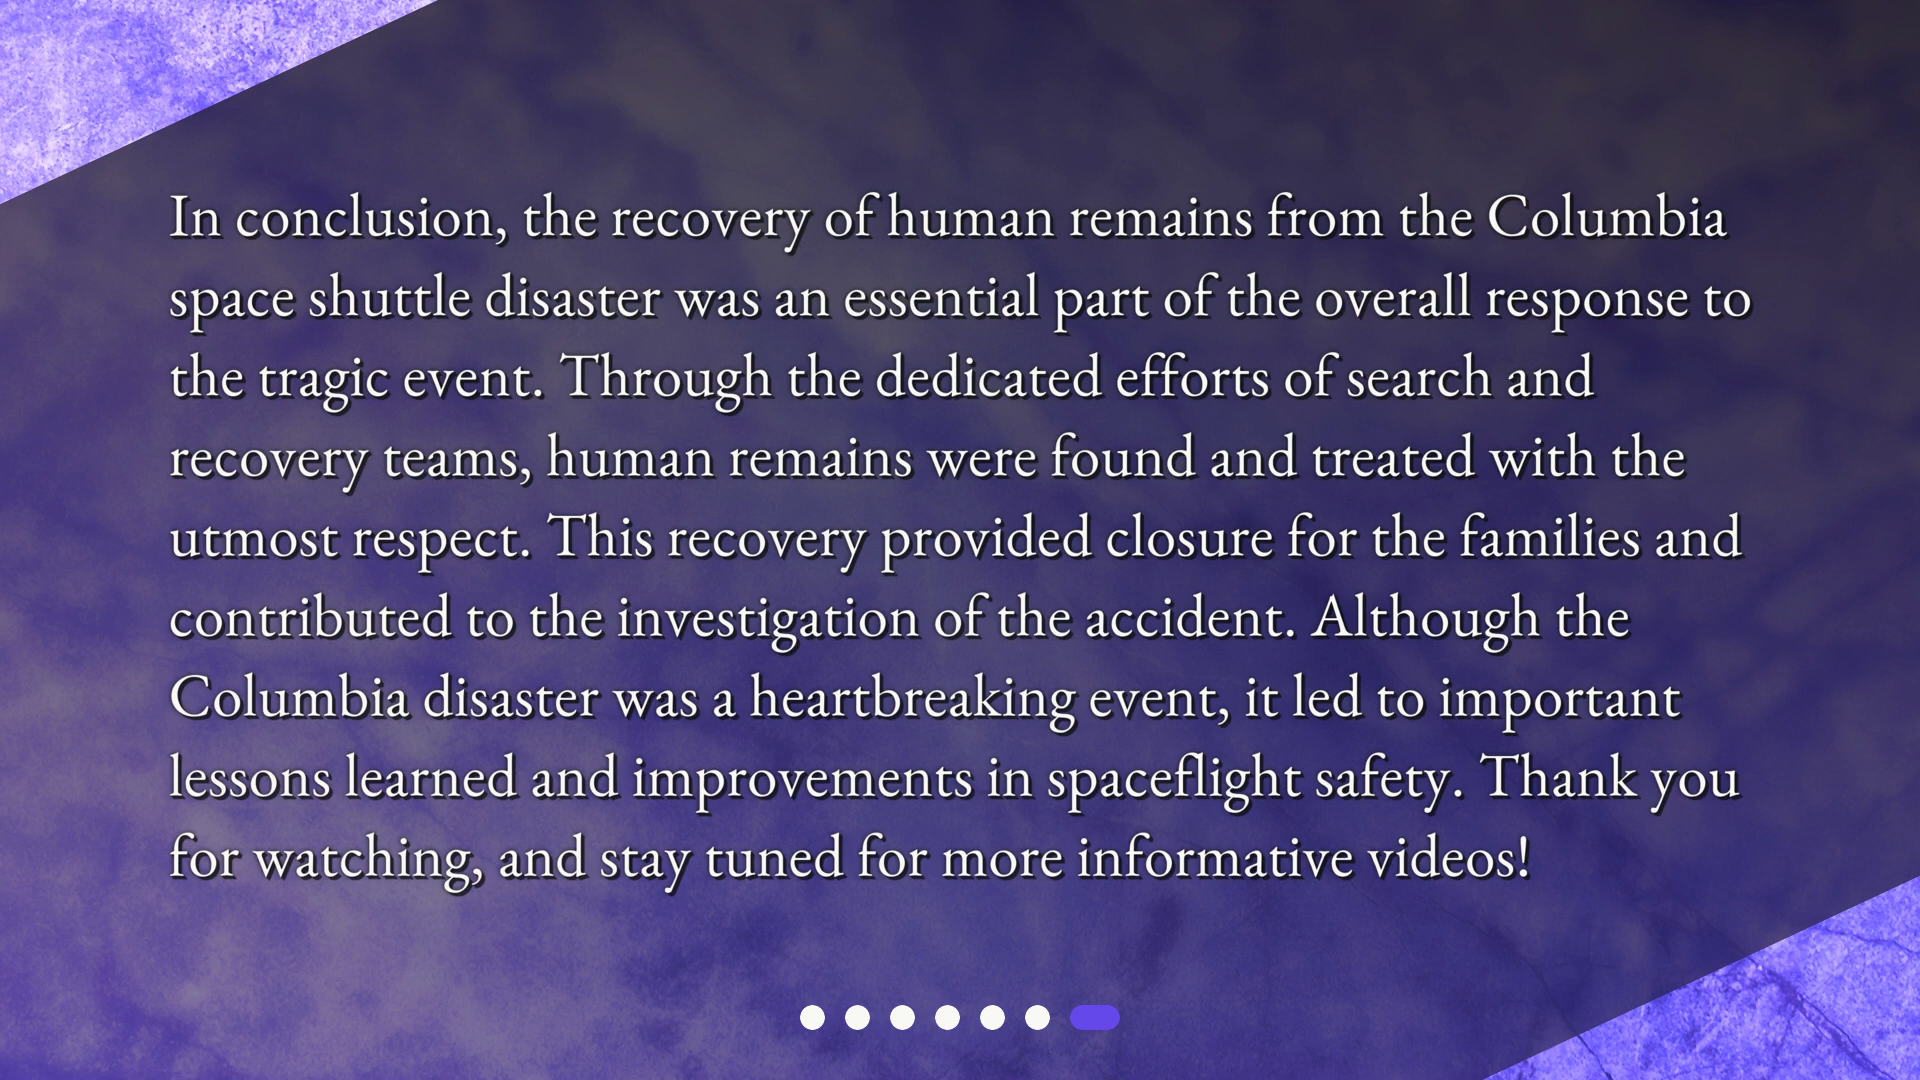 In conclusion, the recovery of human remains from the Columbia
space shuttle disaster was an essential part of the overall response to
the tragic event. Through the dedicated efforts of search and
recovery teams, human remains were found and treated with the
utmost respect. This recovery provided closure for the families and
contributed to the investigation of the accident. Although the
Columbia disaster was a heartbreaking event, it led to important
lessons learned and improvements in spaceflight safety. Thank you
for watching, and stay tuned for more informative videos!